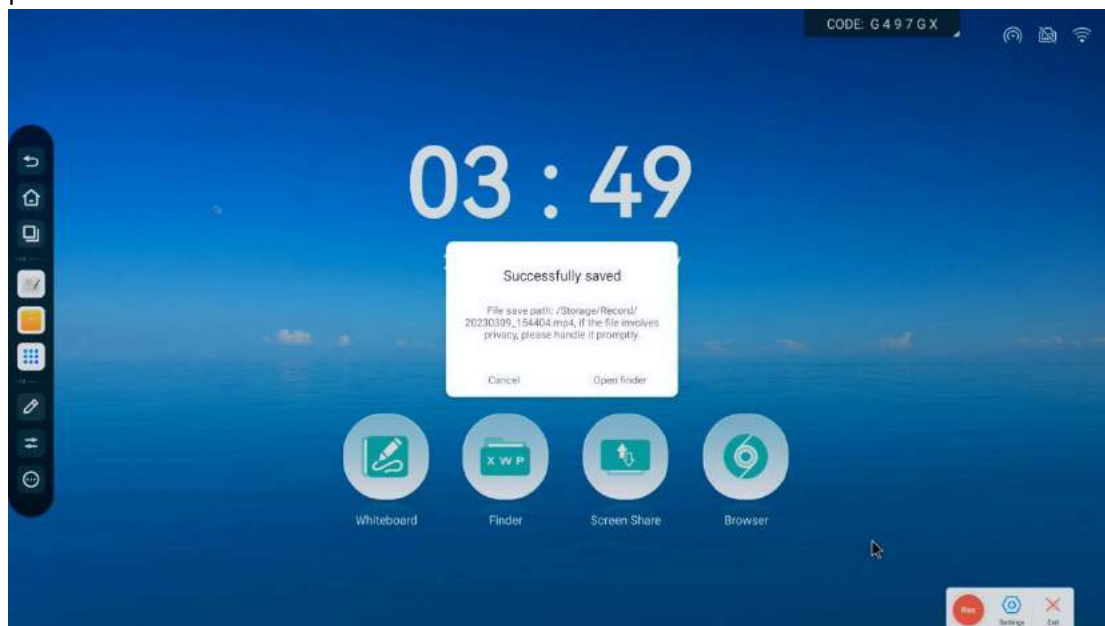 CODE: G497GX
03 : 49
Successfully saved
File save path: /Storage/Record/
20230309_154404.mp4, if the file involves
privacy, please handle it promptly.
Cancel
Open finder
X W P
Whiteboard
Finder
Screen Share
Browser
Rec
Settings
Exit